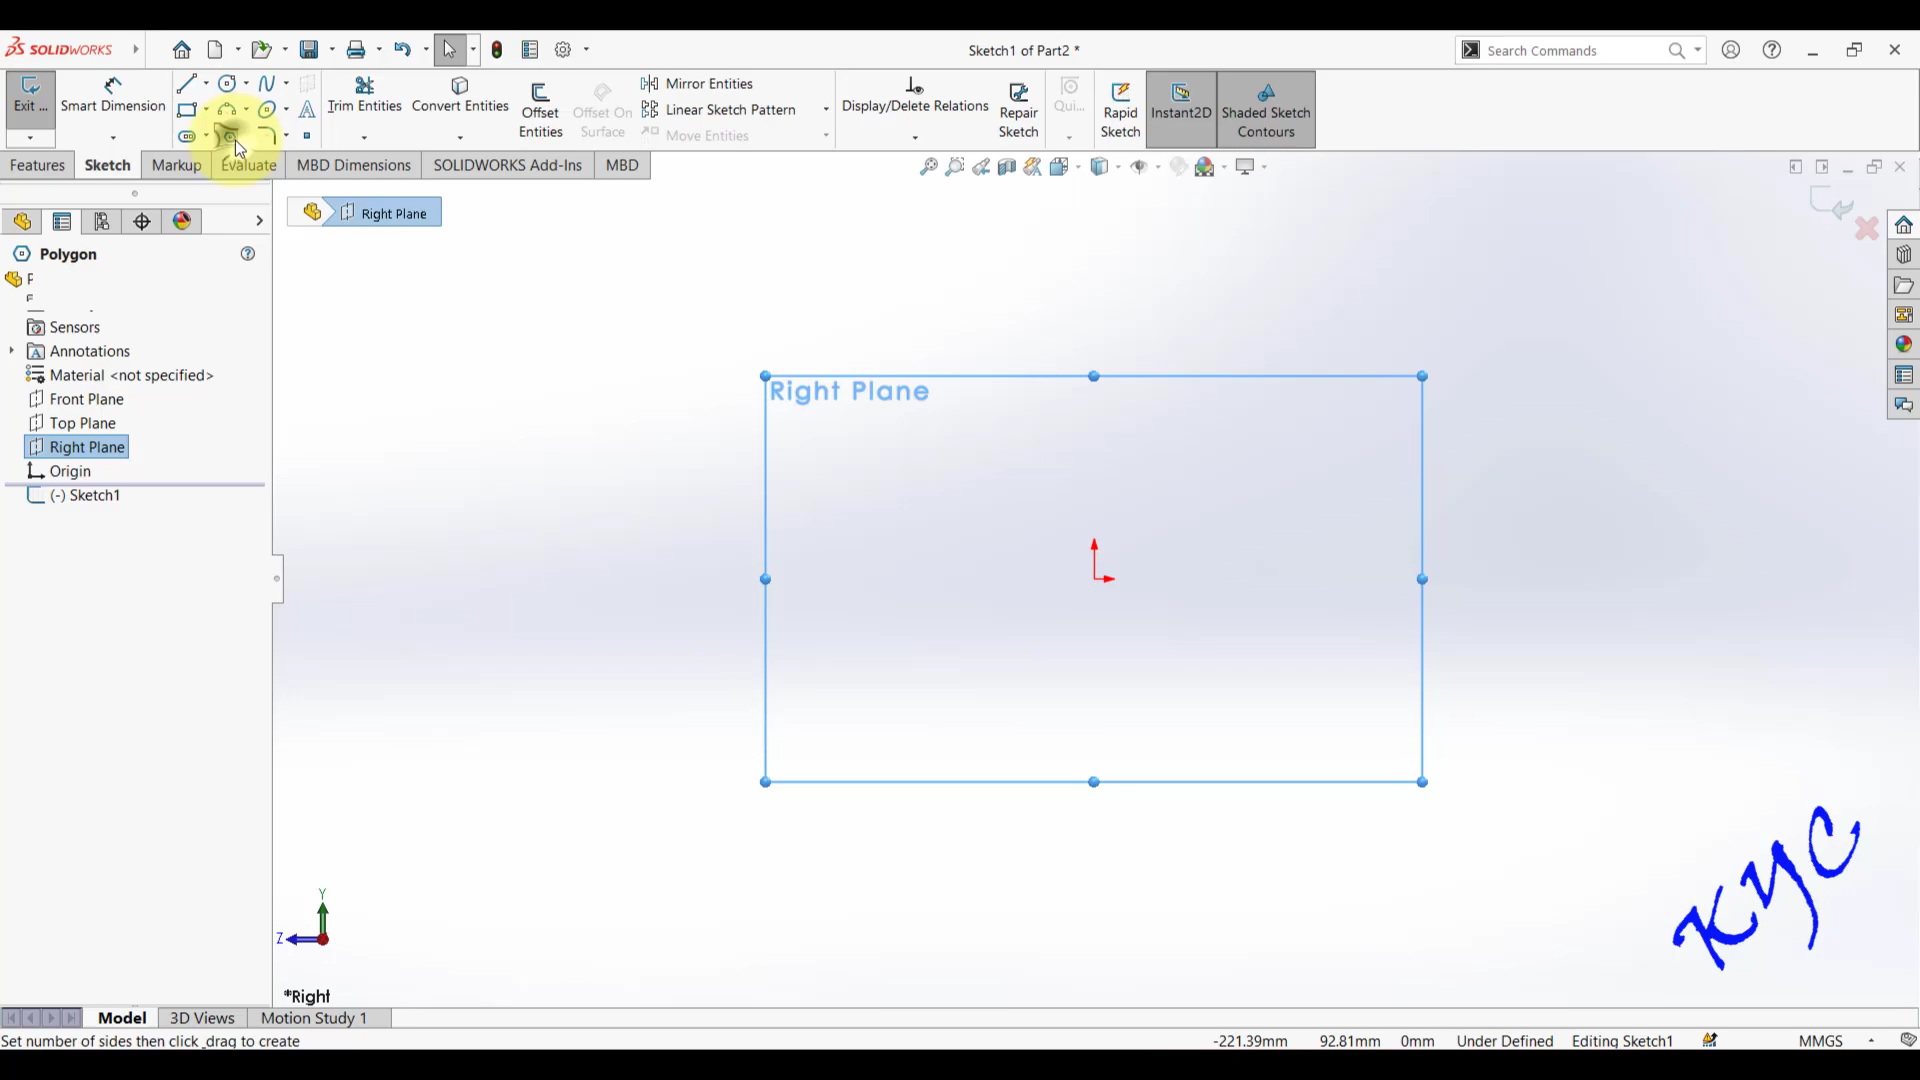 SOLIDWORKS
Sketch1 of Part2 *
Search Commands
Exit ...
Smart Dimension
Trim Entities
Convert Entities
Offset
Entities
Offset On
Surface
Mirror Entities
Linear Sketch Pattern
Move Entities
Display/Delete Relations
Repair
Sketch
Qui...
Rapid
Sketch
Instant2D
Shaded Sketch
Contours
Features
Sketch
Markup
Evaluate
MBD Dimensions
SOLIDWORKS Add-Ins
MBD
Right Plane
Polygon
Sensors
Annotations
Material <not specified>
Front Plane
Top Plane
Right Plane
Origin
(-) Sketch1
Right Plane
Y
Z
*Right
KYC
Model
3D Views
Motion Study 1
Set number of sides then click_drag to create
-221.39mm
92.81mm
0mm
Under Defined
Editing Sketch1
MMGS